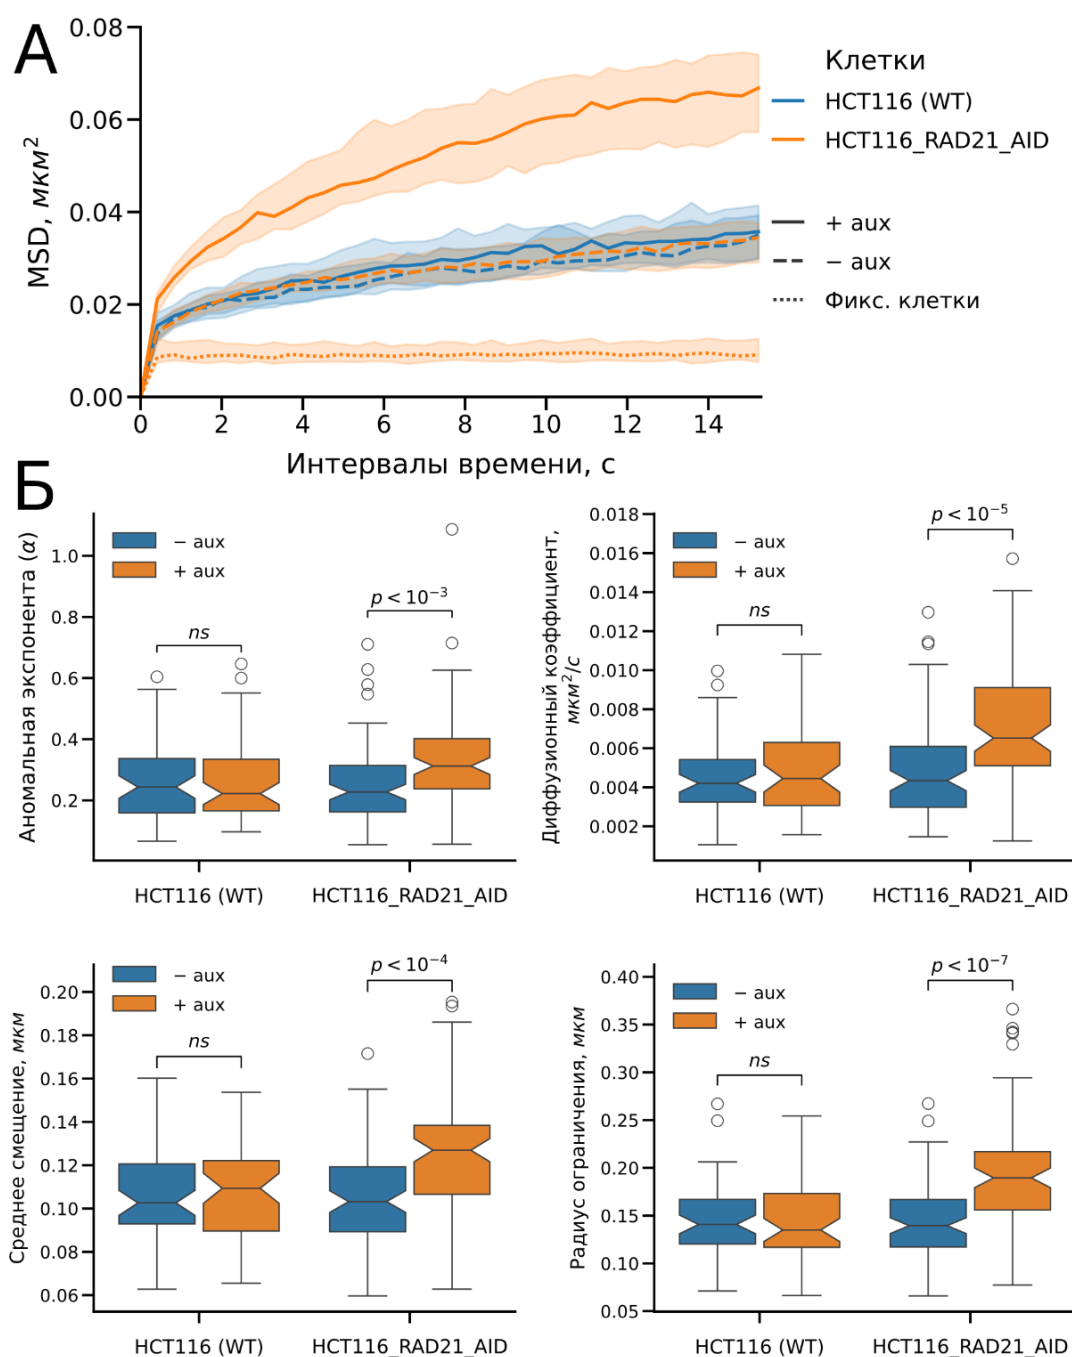 А
0.08
0.06
0.04
0.02
0.00
MSD, мкм²
0 2 4 6 8 10 12 14
Интервалы времени, с
Клетки
HCT116 (WT)
HCT116_RAD21_AID
+ aux
− aux
Фикс. клетки
Б
Аномальная экспонента (α)
1.0
0.8
0.6
0.4
0.2
− aux
+ aux
ns
p < 10⁻³
HCT116 (WT) HCT116_RAD21_AID
Диффузионный коэффициент,
мкм²/с
0.018
0.016
0.014
0.012
0.010
0.008
0.006
0.004
0.002
− aux
+ aux
ns
p < 10⁻⁵
HCT116 (WT) HCT116_RAD21_AID
Среднее смещение, мкм
0.20
0.18
0.16
0.14
0.12
0.10
0.08
0.06
− aux
+ aux
ns
p < 10⁻⁴
HCT116 (WT) HCT116_RAD21_AID
Радиус ограничения, мкм
0.40
0.35
0.30
0.25
0.20
0.15
0.10
0.05
− aux
+ aux
ns
p < 10⁻⁷
HCT116 (WT) HCT116_RAD21_AID